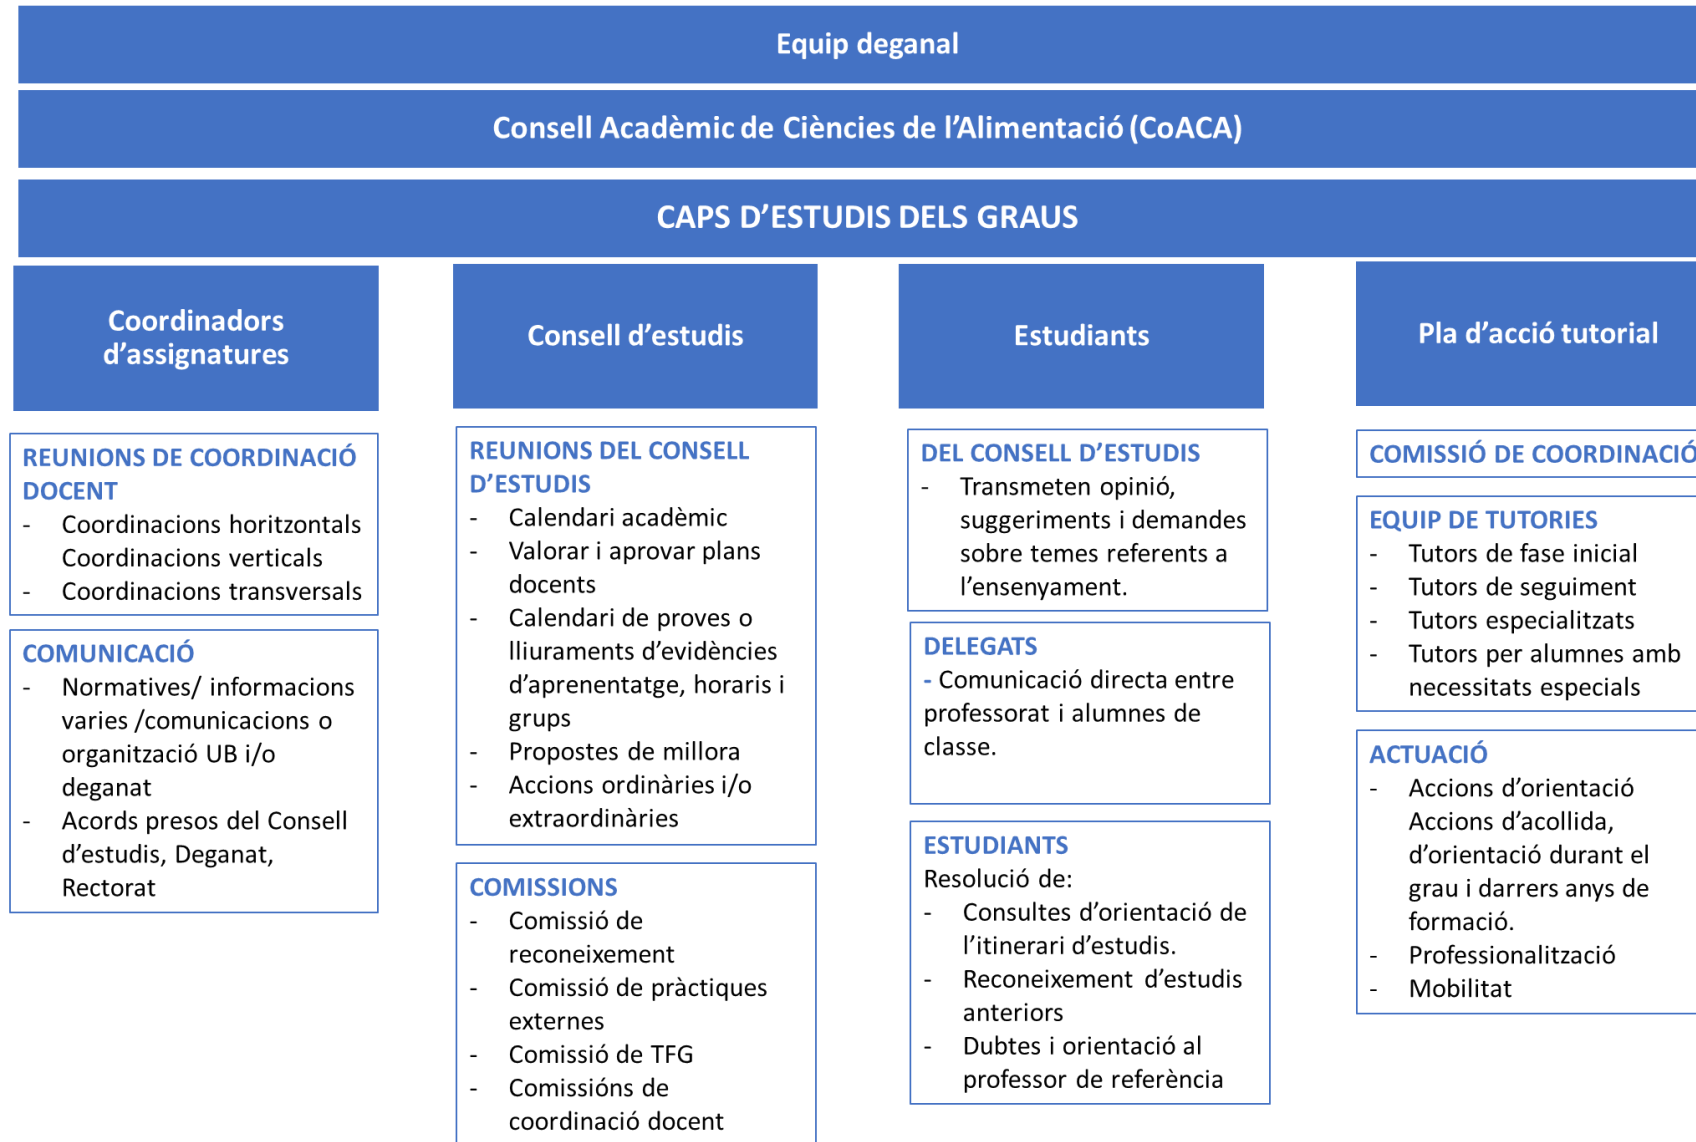 Equip deganal
Consell Acadèmic de Ciències de l'Alimentació (CoACA)
CAPS D'ESTUDIS DELS GRAUS
Coordinadors
d'assignatures
REUNIONS DE COORDINACIÓ
DOCENT
- Coordinacions horitzontals
Coordinacions verticals
- Coordinacions transversals
COMUNICACIÓ
- Normatives/ informacions
varies /comunicacions o
organització UB i/o
deganat
- Acords presos del Consell
d'estudis, Deganat,
Rectorat
Consell d'estudis
REUNIONS DEL CONSELL
D'ESTUDIS
- Calendari acadèmic
- Valorar i aprovar plans
docents
- Calendari de proves o
lliuraments d'evidències
d'aprenentatge, horaris i
grups
- Propostes de millora
- Accions ordinàries i/o
extraordinàries
COMISSIONS
- Comissió de
reconeixement
- Comissió de pràctiques
externes
- Comissió de TFG
- Comissións de
coordinació docent
Estudiants
DEL CONSELL D'ESTUDIS
- Transmeten opinió,
suggeriments i demandes
sobre temes referents a
l'ensenyament.
DELEGATS
- Comunicació directa entre
professorat i alumnes de
classe.
ESTUDIANTS
Resolució de:
- Consultes d'orientació de
l'itinerari d'estudis.
- Reconeixement d'estudis
anteriors
- Dubtes i orientació al
professor de referència
Pla d'acció tutorial
COMISSIÓ DE COORDINACIÓ
EQUIP DE TUTORIES
- Tutors de fase inicial
- Tutors de seguiment
- Tutors especialitzats
- Tutors per alumnes amb
necessitats especials
ACTUACIÓ
- Accions d'orientació
Accions d'acollida,
d'orientació durant el
grau i darrers anys de
formació.
- Professionalització
- Mobilitat